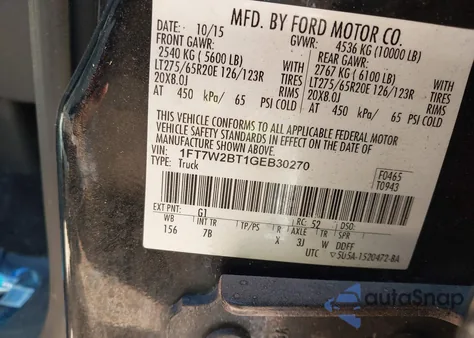 MFD. BY FORD MOTOR CO.
DATE: 10/15 GVWR: 4536 KG (10000 LB)
FRONT GAWR: REAR GAWR:
2540 KG ( 5600 LB) 2767 KG ( 6100 LB)
LT275/65R20E 126/123R TIRES LT275/65R20E 126/123R TIRES
20X8.0J RIMS 20X8.0J RIMS
AT 450 kPa/ 65 PSI COLD AT 450 kPa/ 65 PSI COLD
THIS VEHICLE CONFORMS TO ALL APPLICABLE FEDERAL MOTOR
VEHICLE SAFETY STANDARDS IN EFFECT ON THE DATE OF
MANUFACTURE SHOWN ABOVE.
VIN: 1FT7W2BT1GEB30270
TYPE: Truck
F0465
T0943
EXT PNT: G1 RC: 52 DSO:
WB INT TR TP/PS R AXLE TR SPR
156 7B X 3J W DDFF
UTC 5U5A-1520472-BA
autoSnap